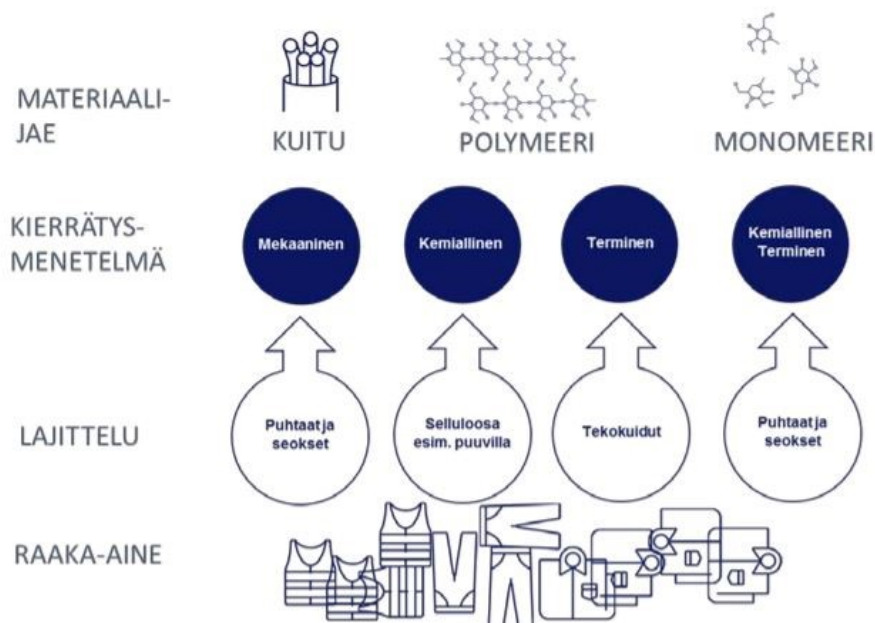 MATERIAALI-
JAE
KUITU
POLYMEERI
MONOMEERI
KIERRÄTYS-
MENETELMÄ
Mekaaninen
Kemiallinen
Terminen
Kemiallinen
Terminen
LAJITTELU
Puhtaat ja
seokset
Selluloosa
esim. puuvilla
Tekokuidut
Puhtaat ja
seokset
RAAKA-AINE